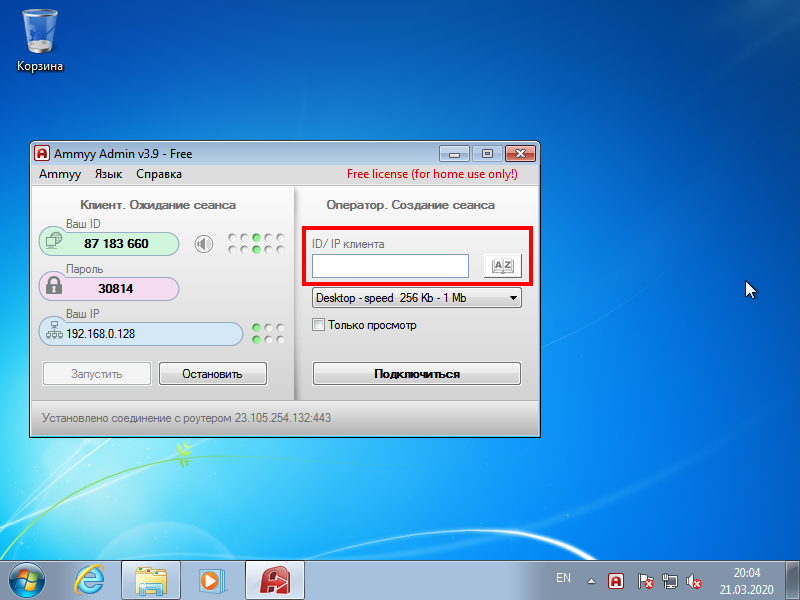 Корзина
Ammyy Admin v3.9 - Free
Ammyy Язык Справка Free license (for home use only!)
Клиент. Ожидание сеанса
Ваш ID
87 183 660
Пароль
30814
Ваш IP
192.168.0.128
Запустить Остановить
Оператор. Создание сеанса
ID/ IP клиента
AZ
Desktop - speed 256 Kb - 1 Mb
Только просмотр
Подключиться
Установлено соединение с роутером 23.105.254.132:443
EN
20:04
21.03.2020